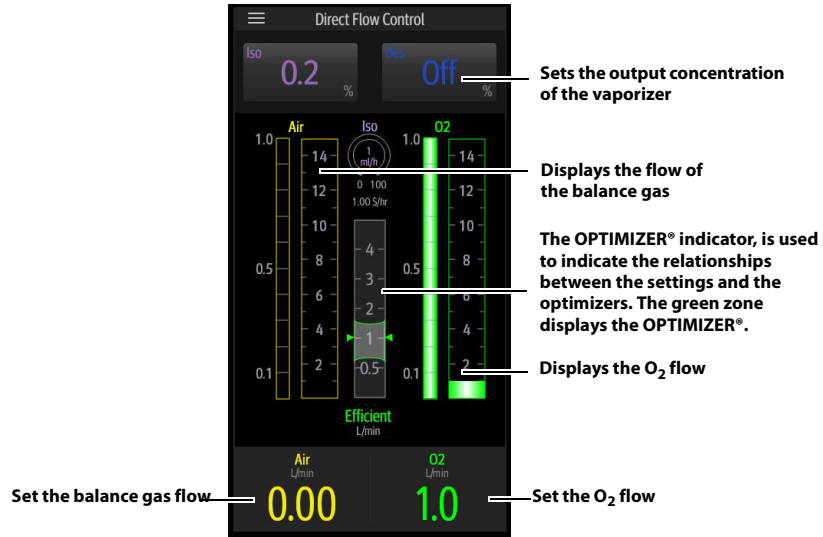 Direct Flow Control
Iso
0.2
%
Des
Off
%
Sets the output concentration
of the vaporizer
Air
Iso
O2
1.0
0.5
0.1
14
12
10
8
6
4
2
1
ml/h
0 100
1.00 $/hr
4
3
2
1
0.5
1.0
0.5
0.1
14
12
10
8
6
4
2
Displays the flow of
the balance gas
The OPTIMIZER® indicator, is used
to indicate the relationships
between the settings and the
optimizers. The green zone
displays the OPTIMIZER®.
Displays the O2 flow
Efficient
L/min
Air
L/min
0.00
O2
L/min
1.0
Set the balance gas flow
Set the O2 flow